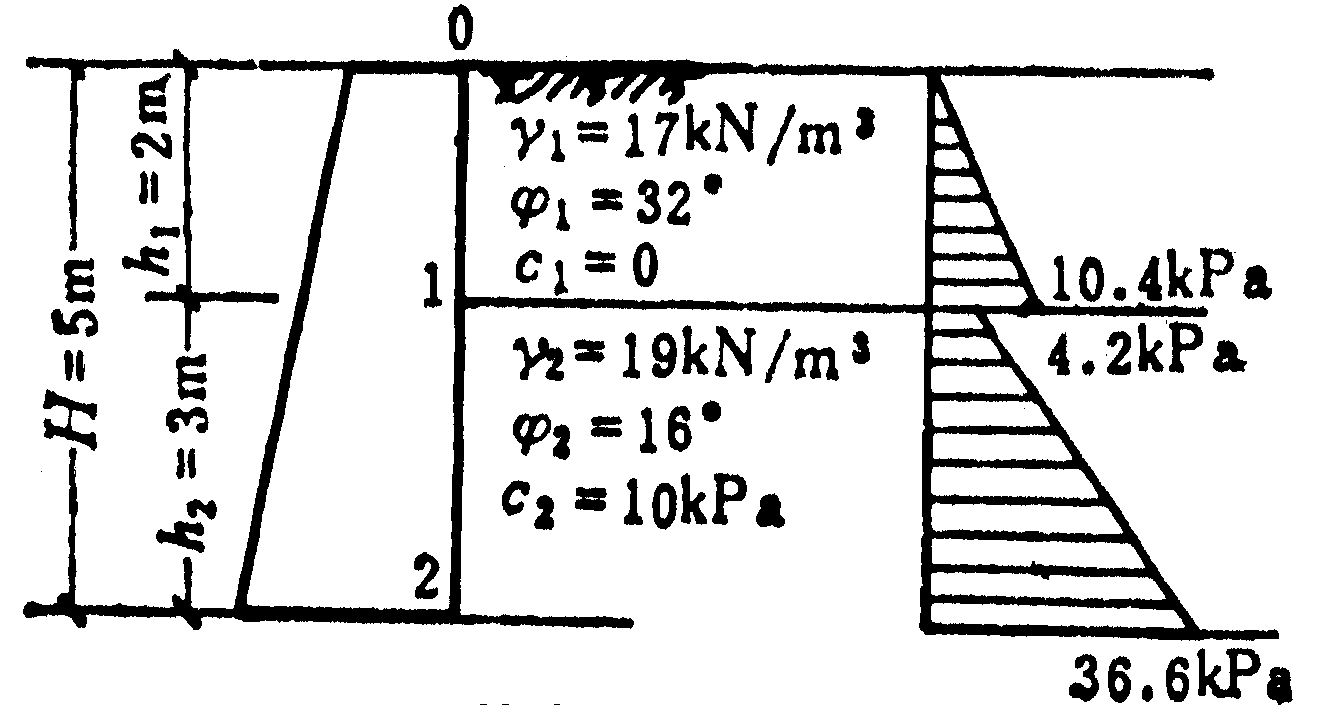 0
H=5m
h₁=2m
h₂=3m
γ₁=17kN/m³
φ₁=32°
c₁=0
1
10.4kPa
4.2kPa
γ₂=19kN/m³
φ₂=16°
c₂=10kPa
2
36.6kPa